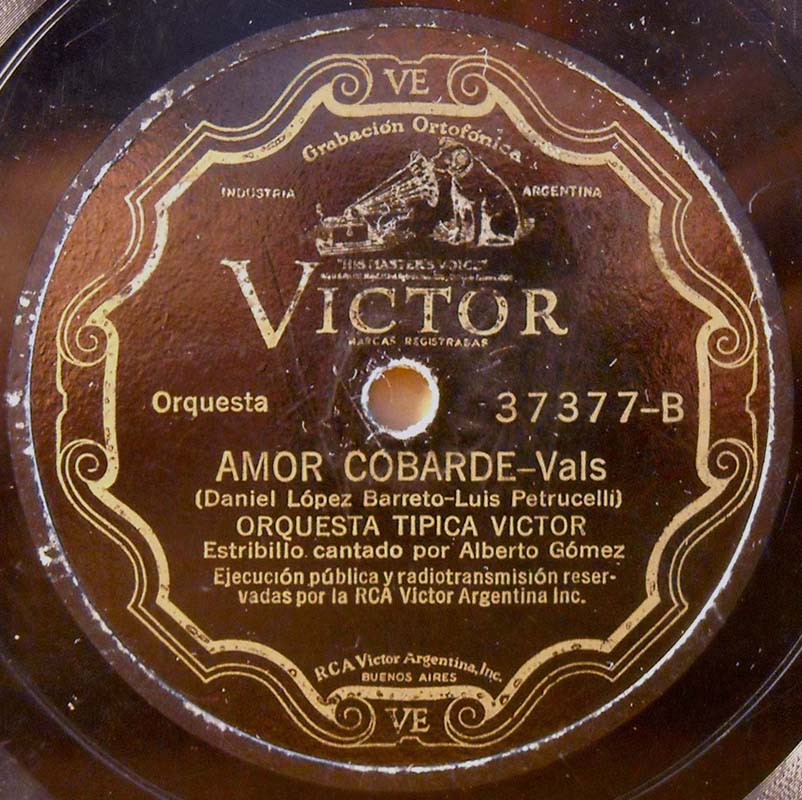 VE
Grabación Ortofónica
INDUSTRIA ARGENTINA
"HIS MASTER'S VOICE"
VICTOR
MARCAS REGISTRADAS
Orquesta 37377-B
AMOR COBARDE-Vals
(Daniel López Barreto-Luis Petrucelli)
ORQUESTA TIPICA VICTOR
Estribillo cantado por Alberto Gómez
Ejecución pública y radiotransmisión reser-
vadas por la RCA Victor Argentina Inc.
RCA Victor Argentina, Inc.
BUENOS AIRES
VE